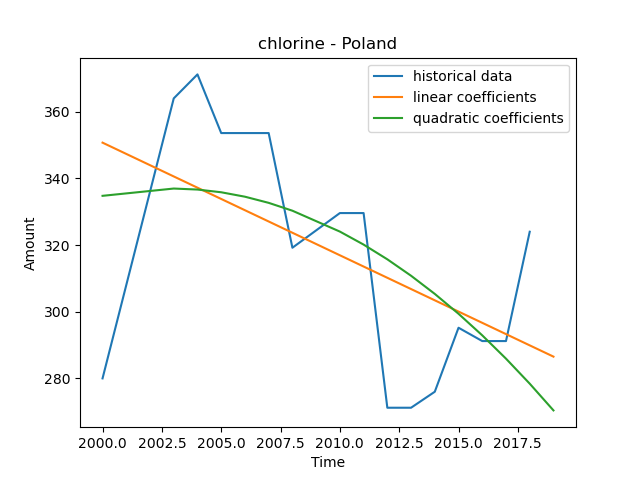 chlorine - Poland
historical data
linear coefficients
quadratic coefficients
Amount
360
340
320
300
280
2000.0 2002.5 2005.0 2007.5 2010.0 2012.5 2015.0 2017.5
Time